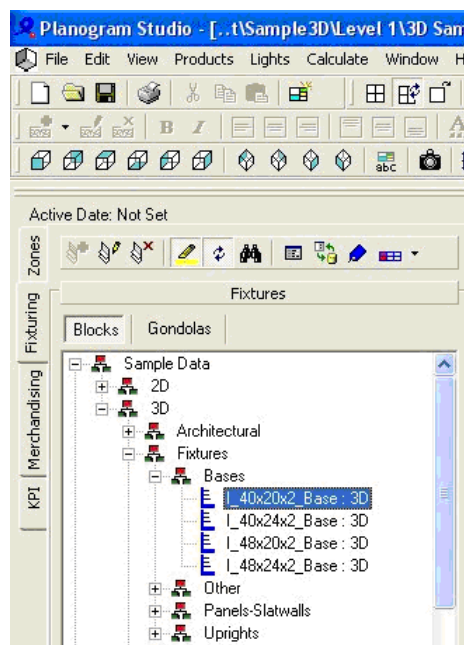 Planogram Studio - [..t\Sample3D\Level 1\3D Sam
File Edit View Products Lights Calculate Window H
B I A
abc
Active Date: Not Set
Zones
Fixturing
Merchandising
KPI
Fixtures
Blocks Gondolas
Sample Data
2D
3D
Architectural
Fixtures
Bases
I_40x20x2_Base : 3D
I_40x24x2_Base : 3D
I_48x20x2_Base : 3D
I_48x24x2_Base : 3D
Other
Panels-Slatwalls
Uprights